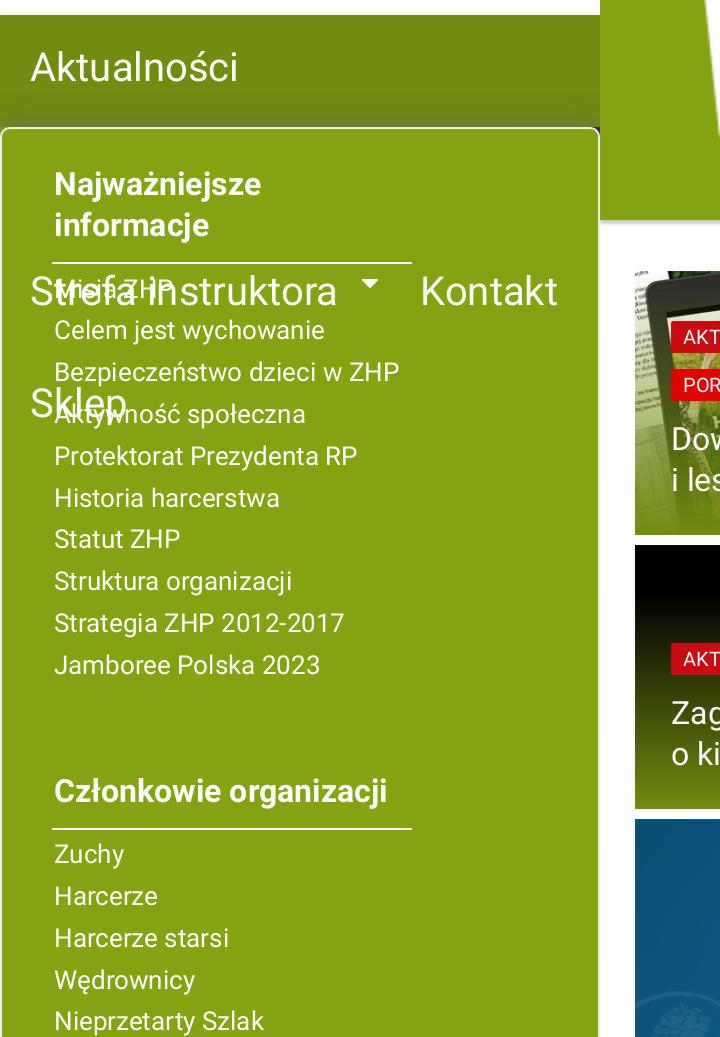 Aktualności
Najważniejsze
informacje
Strefa instruktora
Kontakt
Misja ZHP
Celem jest wychowanie
Bezpieczeństwo dzieci w ZHP
Sklep
Aktywność społeczna
Protektorat Prezydenta RP
Historia harcerstwa
Statut ZHP
Struktura organizacji
Strategia ZHP 2012-2017
Jamboree Polska 2023
Członkowie organizacji
Zuchy
Harcerze
Harcerze starsi
Wędrownicy
Nieprzetarty Szlak
AKT
POR
Dow
i les
AKT
Zag
o ki